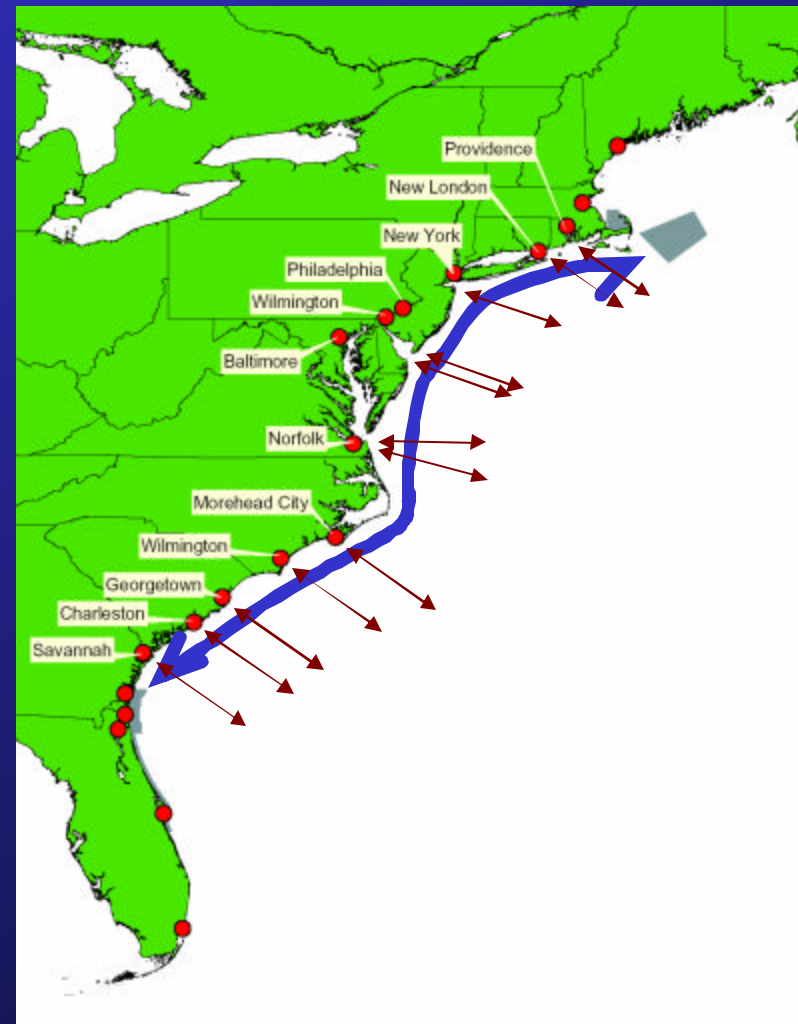 Providence
New London
New York
Philadelphia
Wilmington
Baltimore
Norfolk
Morehead City
Wilmington
Georgetown
Charleston
Savannah